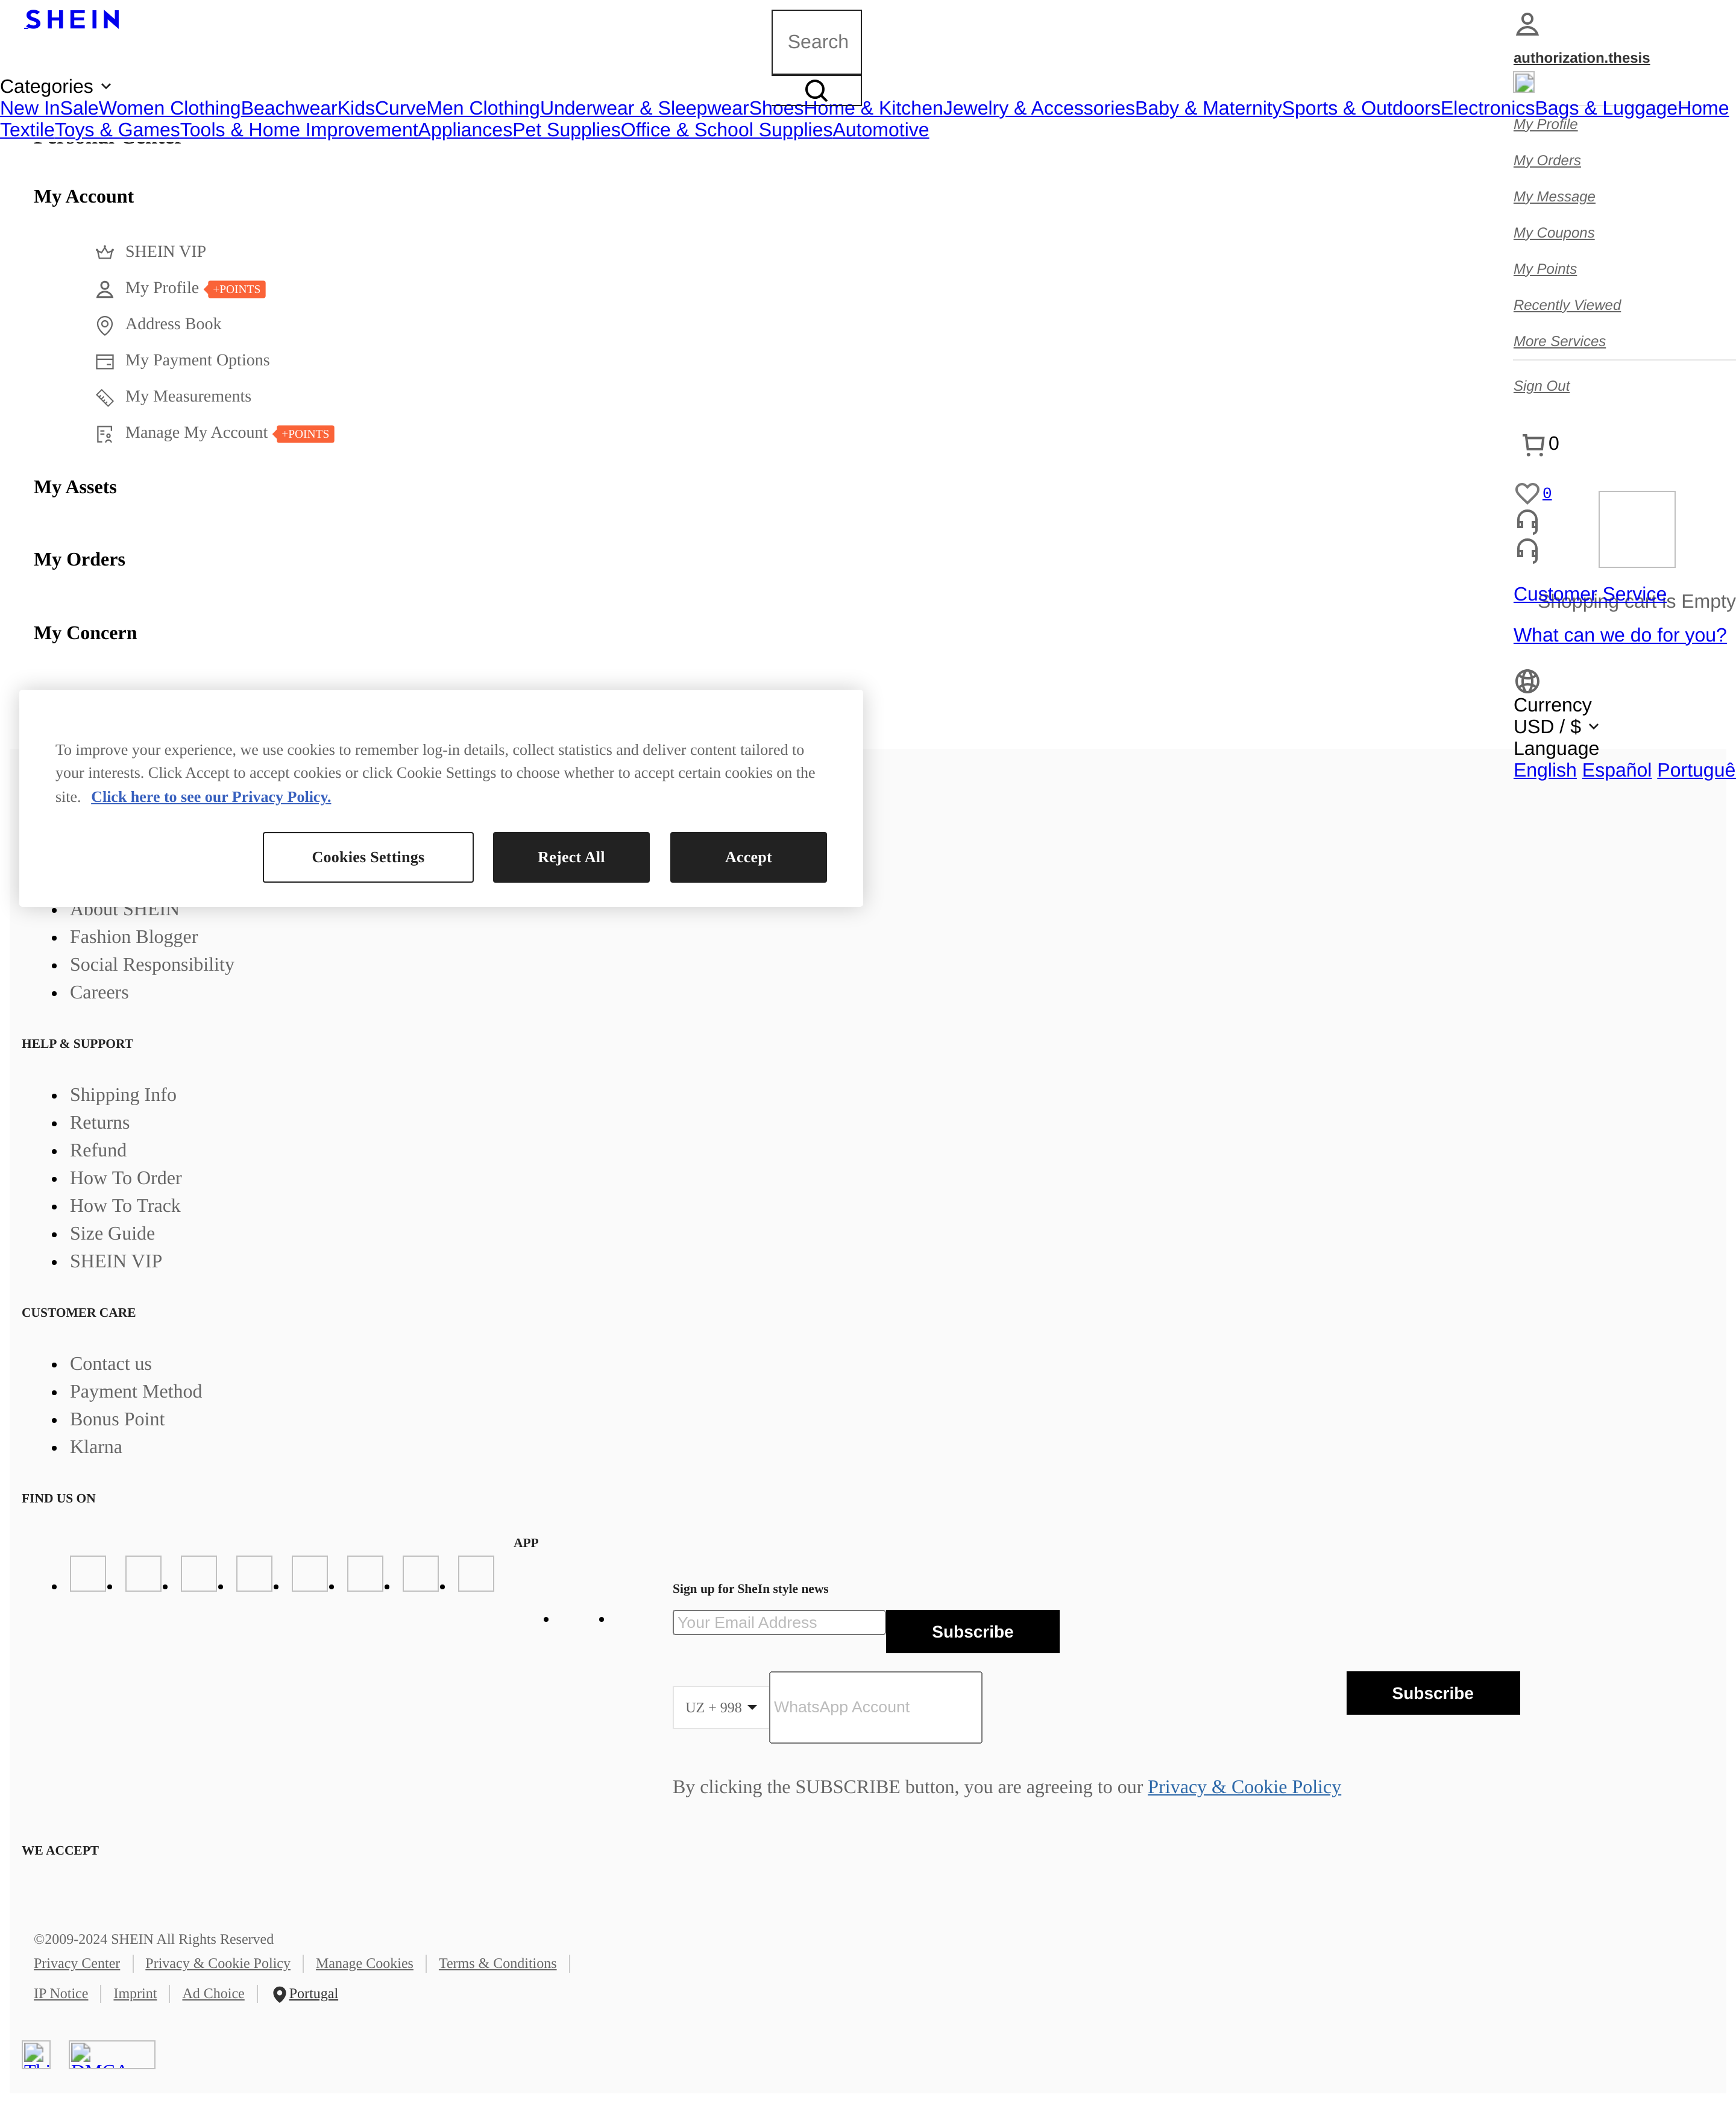 SHEIN
Search
authorization.thesis
Categories
New InSaleWomen ClothingBeachwearKidsCurveMen ClothingUnderwear & SleepwearShoesHome & KitchenJewelry & AccessoriesBaby & MaternitySports & OutdoorsElectronicsBags & LuggageHome
TextileToys & GamesTools & Home ImprovementAppliancesPet SuppliesOffice & School SuppliesAutomotive
My Profile
My Orders
My Message
My Coupons
My Points
Recently Viewed
More Services
Sign Out
0
0
Customer Service
Shopping cart is Empty
What can we do for you?
Currency
USD / $
Language
English Español Portuguê
My Account
SHEIN VIP
My Profile +POINTS
Address Book
My Payment Options
My Measurements
Manage My Account +POINTS
My Assets
My Orders
My Concern
To improve your experience, we use cookies to remember log-in details, collect statistics and deliver content tailored to
your interests. Click Accept to accept cookies or click Cookie Settings to choose whether to accept certain cookies on the
site. Click here to see our Privacy Policy.
Cookies Settings
Reject All
Accept
About SHEIN
Fashion Blogger
Social Responsibility
Careers
HELP & SUPPORT
Shipping Info
Returns
Refund
How To Order
How To Track
Size Guide
SHEIN VIP
CUSTOMER CARE
Contact us
Payment Method
Bonus Point
Klarna
FIND US ON
APP
Sign up for SheIn style news
Your Email Address
Subscribe
UZ + 998
WhatsApp Account
Subscribe
By clicking the SUBSCRIBE button, you are agreeing to our Privacy & Cookie Policy
WE ACCEPT
©2009-2024 SHEIN All Rights Reserved
Privacy Center
Privacy & Cookie Policy
Manage Cookies
Terms & Conditions
IP Notice
Imprint
Ad Choice
Portugal